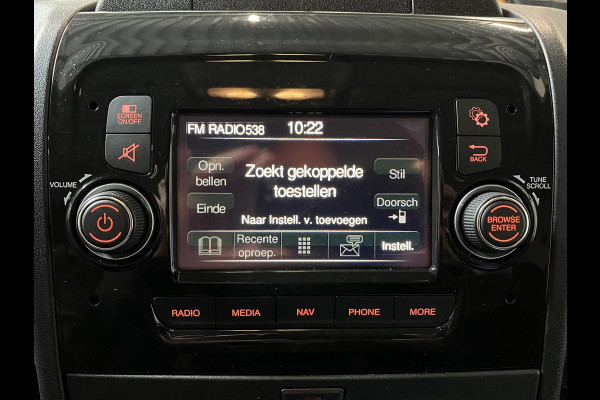 SCREEN
ON/OFF
FM RADIO538 10:22
Opn.
bellen
Zoekt gekoppelde
toestellen
Stil
Einde
Doorsch
Naar Instell. v. toevoegen
Recente
oproep.
Instell.
BACK
VOLUME
TUNE
SCROLL
BROWSE
ENTER
RADIO
MEDIA
NAV
PHONE
MORE